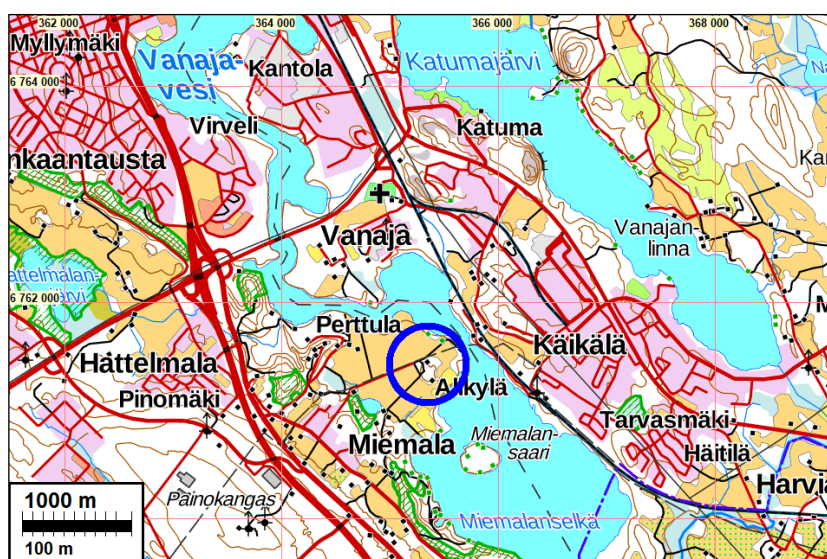 362 000
364 000
366 000
368 000
Myllymäki
Vanaja-
vesi
Kantola
Katumajärvi
6 764 000
Virveli
Katuma
nkaantausta
Vanaja
Vanajan-
linna
attelmalan-
järvi
6 762 000
Perttula
Käikälä
Hattelmala
Alikylä
Pinomäki
Tarvasmäki
Miemala
Miemalan-
saari
Häitilä
Harvia
Painokangas
Miemalanselkä
1000 m
100 m